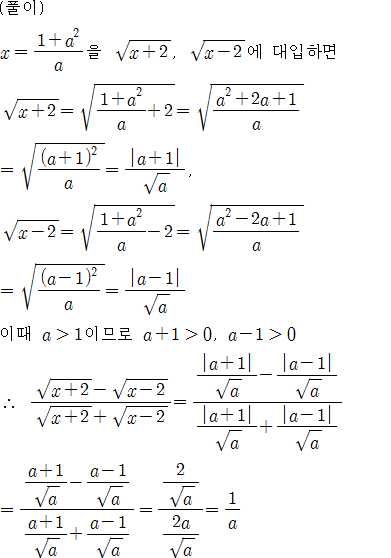 (풀이)
x = \frac{1+a^2}{a} 을 \sqrt{x+2}, \sqrt{x-2} 에 대입하면
\sqrt{x+2} = \sqrt{\frac{1+a^2}{a}+2} = \sqrt{\frac{a^2+2a+1}{a}}
= \sqrt{\frac{(a+1)^2}{a}} = \frac{|a+1|}{\sqrt{a}},
\sqrt{x-2} = \sqrt{\frac{1+a^2}{a}-2} = \sqrt{\frac{a^2-2a+1}{a}}
= \sqrt{\frac{(a-1)^2}{a}} = \frac{|a-1|}{\sqrt{a}}
이때 a > 1이므로 a+1 > 0, a-1 > 0
∴ \frac{\sqrt{x+2}-\sqrt{x-2}}{\sqrt{x+2}+\sqrt{x-2}} = \frac{\frac{|a+1|}{\sqrt{a}}-\frac{|a-1|}{\sqrt{a}}}{\frac{|a+1|}{\sqrt{a}}+\frac{|a-1|}{\sqrt{a}}}
= \frac{\frac{a+1}{\sqrt{a}}-\frac{a-1}{\sqrt{a}}}{\frac{a+1}{\sqrt{a}}+\frac{a-1}{\sqrt{a}}} = \frac{\frac{2}{\sqrt{a}}}{\frac{2a}{\sqrt{a}}} = \frac{1}{a}